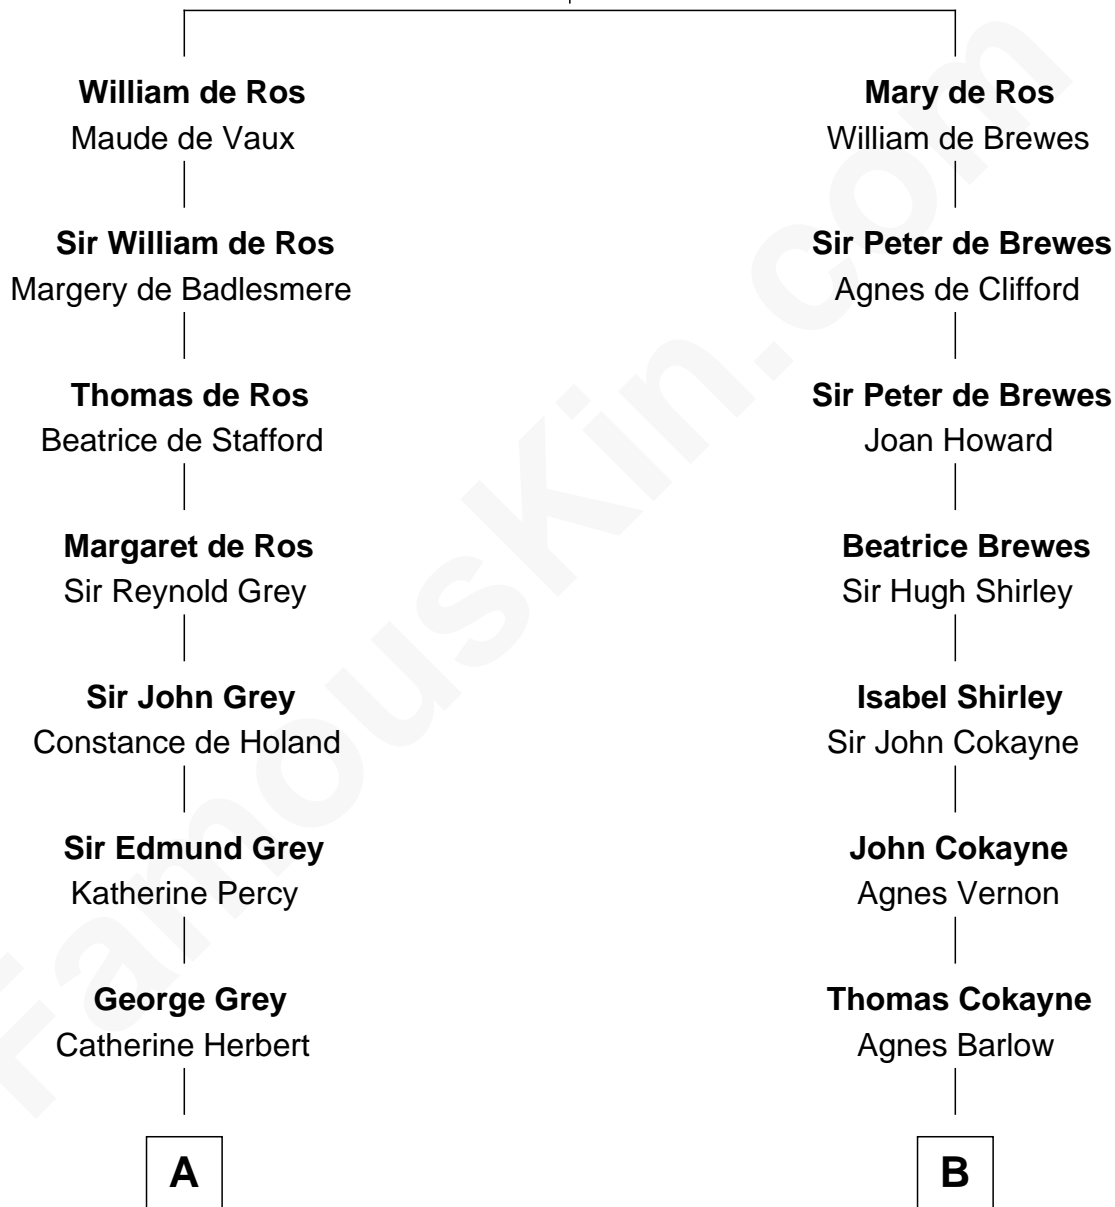 William de Ros
Maude de Vaux
Sir William de Ros
Margery de Badlesmere
Thomas de Ros
Beatrice de Stafford
Margaret de Ros
Sir Reynold Grey
Sir John Grey
Constance de Holand
Sir Edmund Grey
Katherine Percy
George Grey
Catherine Herbert
A
Mary de Ros
William de Brewes
Sir Peter de Brewes
Agnes de Clifford
Sir Peter de Brewes
Joan Howard
Beatrice Brewes
Sir Hugh Shirley
Isabel Shirley
Sir John Cokayne
John Cokayne
Agnes Vernon
Thomas Cokayne
Agnes Barlow
B
FamousKin.com